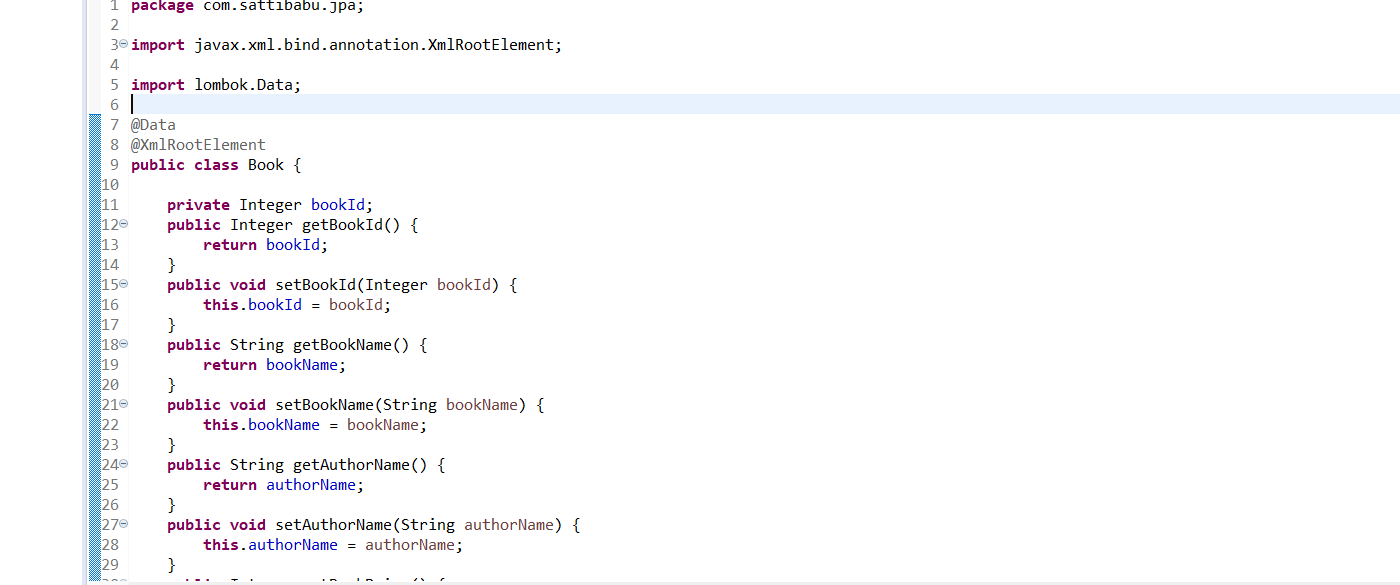 1 package com.sattibabu.jpa;
2
3 import javax.xml.bind.annotation.XmlRootElement;
4
5 import lombok.Data;
6
7 @Data
8 @XmlRootElement
9 public class Book {
10
11 private Integer bookId;
12 public Integer getBookId() {
13 return bookId;
14 }
15 public void setBookId(Integer bookId) {
16 this.bookId = bookId;
17 }
18 public String getBookName() {
19 return bookName;
20 }
21 public void setBookName(String bookName) {
22 this.bookName = bookName;
23 }
24 public String getAuthorName() {
25 return authorName;
26 }
27 public void setAuthorName(String authorName) {
28 this.authorName = authorName;
29 }